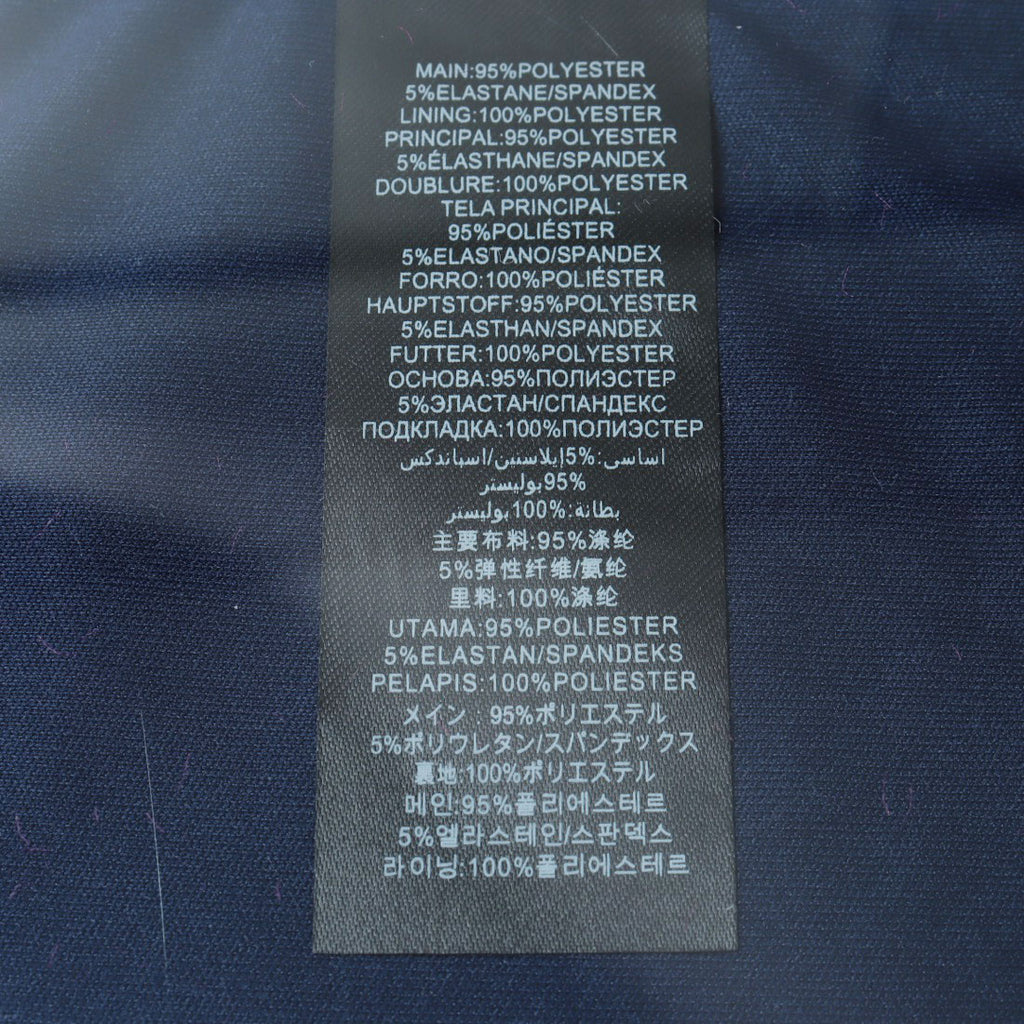 MAIN:95%POLYESTER
5%ELASTANE/SPANDEX
LINING:100%POLYESTER
PRINCIPAL:95%POLYESTER
5%ÉLASTHANE/SPANDEX
DOUBLURE:100%POLYESTER
TELA PRINCIPAL:
95%POLIÉSTER
5%ELASTANO/SPANDEX
FORRO:100%POLIÉSTER
HAUPTSTOFF:95%POLYESTER
5%ELASTHAN/SPANDEX
FUTTER:100%POLYESTER
ОСНОВА:95%ПОЛИЭСТЕР
5%ЭЛАСТАН/СПАНДЕКС
ПОДКЛАДКА:100%ПОЛИЭСТЕР
اساسى:%5إيلاستين/اسباندكس
%95بوليستر
بطانة:%100بوليستر
主要布料:95%涤纶
5%弹性纤维/氨纶
里料:100%涤纶
UTAMA:95%POLIESTER
5%ELASTAN/SPANDEKS
PELAPIS:100%POLIESTER
メイン：95%ポリエステル
5%ポリウレタン/スパンデックス
裏地:100%ポリエステル
메인:95%폴리에스테르
5%엘라스테인/스판덱스
라이닝:100%폴리에스테르